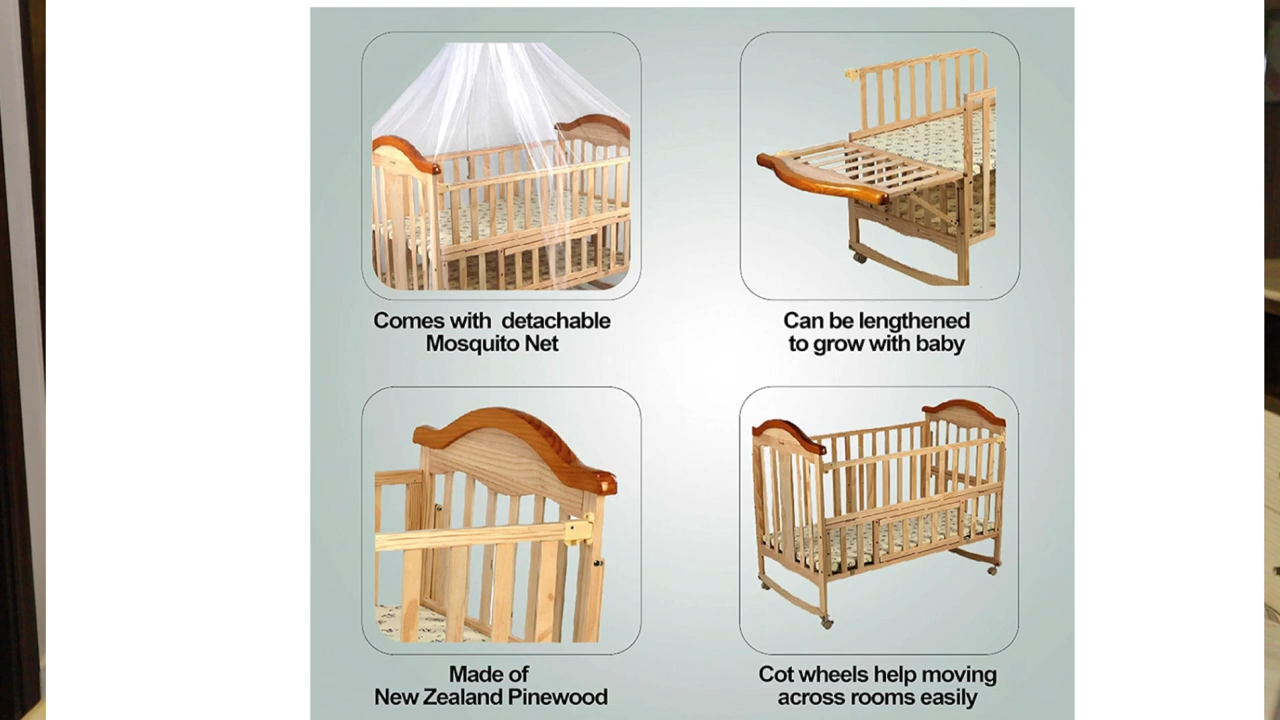 Comes with  detachable
Mosquito Net
Can be lengthened
to grow with baby
Made of
New Zealand Pinewood
Cot wheels help moving
across rooms easily